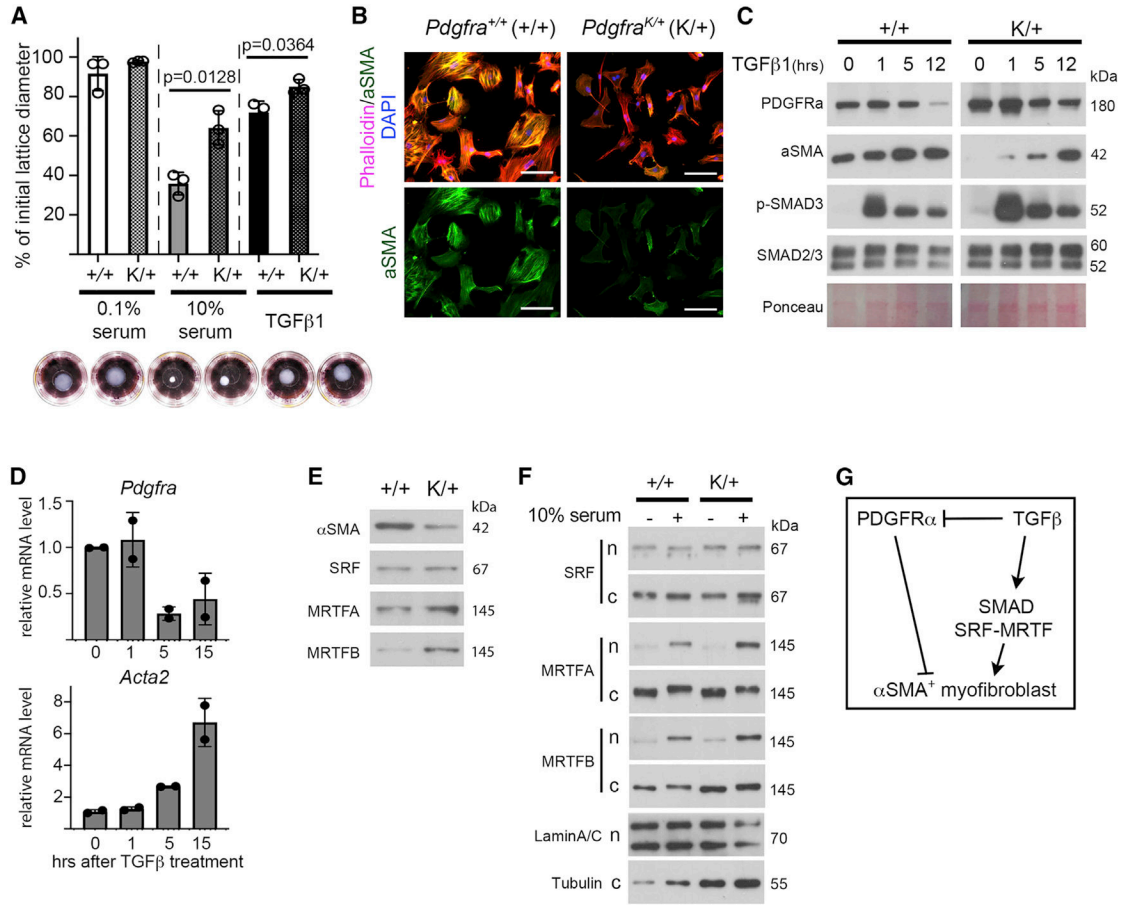 A
% of initial lattice diameter
100
80
60
40
20
p=0.0128
p=0.0364
+/+ K/+ +/+ K/+ +/+ K/+
0.1% serum
10% serum
TGFβ1
B
Pdgfra+/+ (+/+) PdgfraK/+ (K/+)
Phalloidin/aSMA
DAPI
aSMA
C
+/+ K/+
TGFβ1(hrs) 0 1 5 12 0 1 5 12 kDa
PDGFRa 180
aSMA 42
p-SMAD3 52
SMAD2/3 60
52
Ponceau
D
Pdgfra
relative mRNA level
1.5
1.0
0.5
0 1 5 15
Acta2
relative mRNA level
8
6
4
2
0 1 5 15
hrs after TGFβ treatment
E
+/+ K/+
kDa
αSMA 42
SRF 67
MRTFA 145
MRTFB 145
F
+/+ K/+
10% serum - + - + kDa
SRF
n 67
c 67
MRTFA
n 145
c 145
MRTFB
n 145
c 145
LaminA/C n 70
Tubulin c 55
G
PDGFRα TGFβ
SMAD
SRF-MRTF
αSMA+ myofibroblast